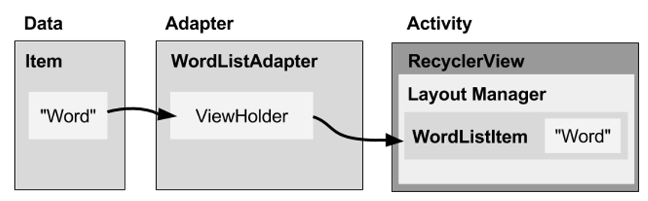 Data
Adapter
Activity
Item
WordListAdapter
RecyclerView
Layout Manager
"Word"
ViewHolder
WordListItem
"Word"